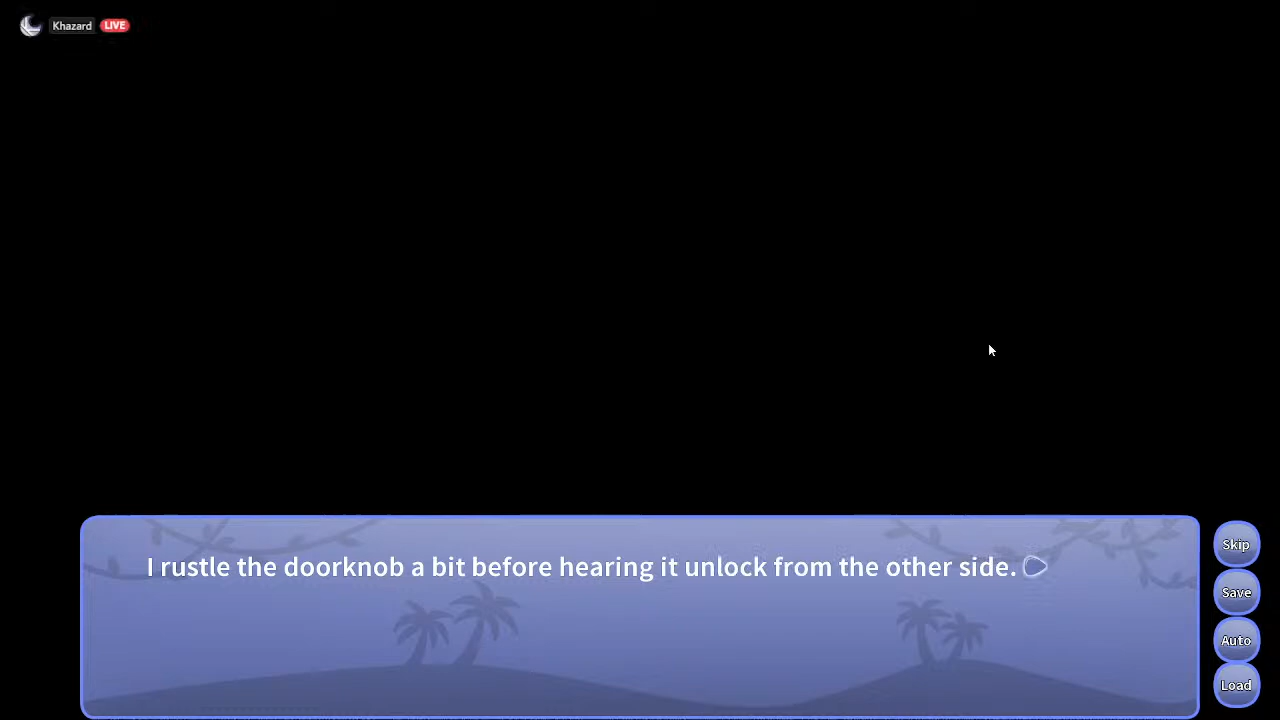 Khazard LIVE
I rustle the doorknob a bit before hearing it unlock from the other side.
Skip
Save
Auto
Load